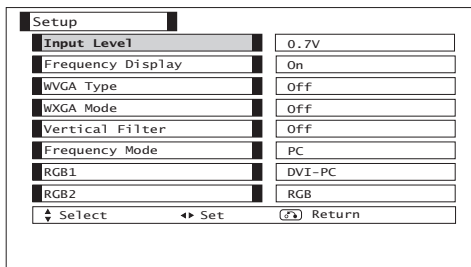 Setup
Input Level 0.7V
Frequency Display On
WVGA Type Off
WXGA Mode Off
Vertical Filter Off
Frequency Mode PC
RGB1 DVI-PC
RGB2 RGB
Select Set Return